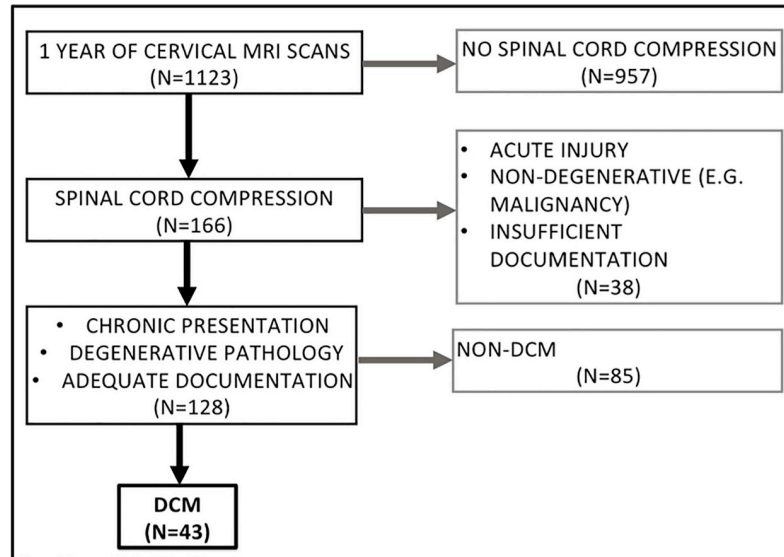 1 YEAR OF CERVICAL MRI SCANS
(N=1123)
NO SPINAL CORD COMPRESSION
(N=957)
SPINAL CORD COMPRESSION
(N=166)
• ACUTE INJURY
• NON-DEGENERATIVE (E.G.
MALIGNANCY)
• INSUFFICIENT
DOCUMENTATION
(N=38)
• CHRONIC PRESENTATION
• DEGENERATIVE PATHOLOGY
• ADEQUATE DOCUMENTATION
(N=128)
NON-DCM
(N=85)
DCM
(N=43)